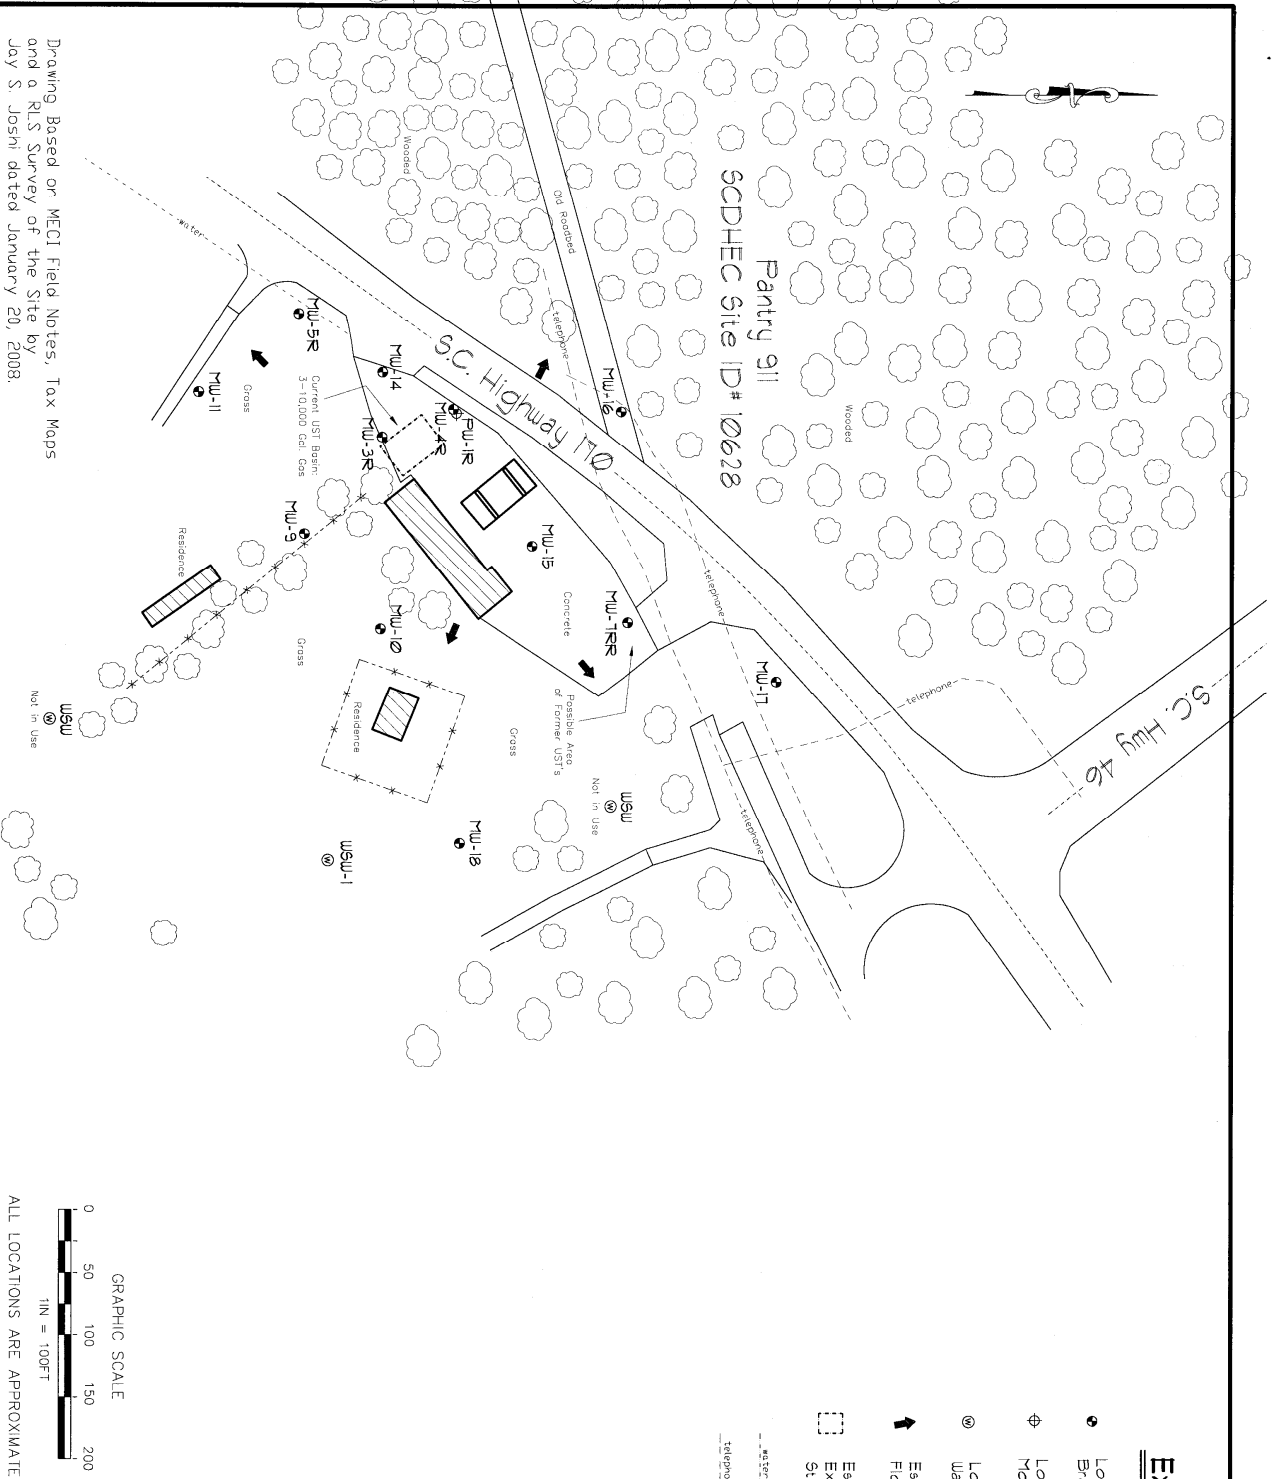 Pantry 911
SCDHEC Site ID# 10628
S.C. Hwy 46
S.C. Highway 170
Wooded
Wooded
Old Roadbed
telephone
telephone
telephone
telephone
water
MW-16
MW-17
MW-7RR
MW-15
PW-1R
MW-4R
MW-14
MW-3R
MW-5R
MW-11
MW-9
MW-10
MW-18
WSW-1
WSW
Not in Use
WSW
Not in Use
Current UST Basin:
3-10,000 Gal. Gas
Possible Area
of Former UST's
Concrete
Grass
Grass
Grass
Residence
Residence
Drawing Based or MECI Field Notes, Tax Maps
and a RLS Survey of the Site by
Jay S. Joshi dated January 20, 2008.
GRAPHIC SCALE
0 50 100 150 200
1IN = 100FT
ALL LOCATIONS ARE APPROXIMATE
water